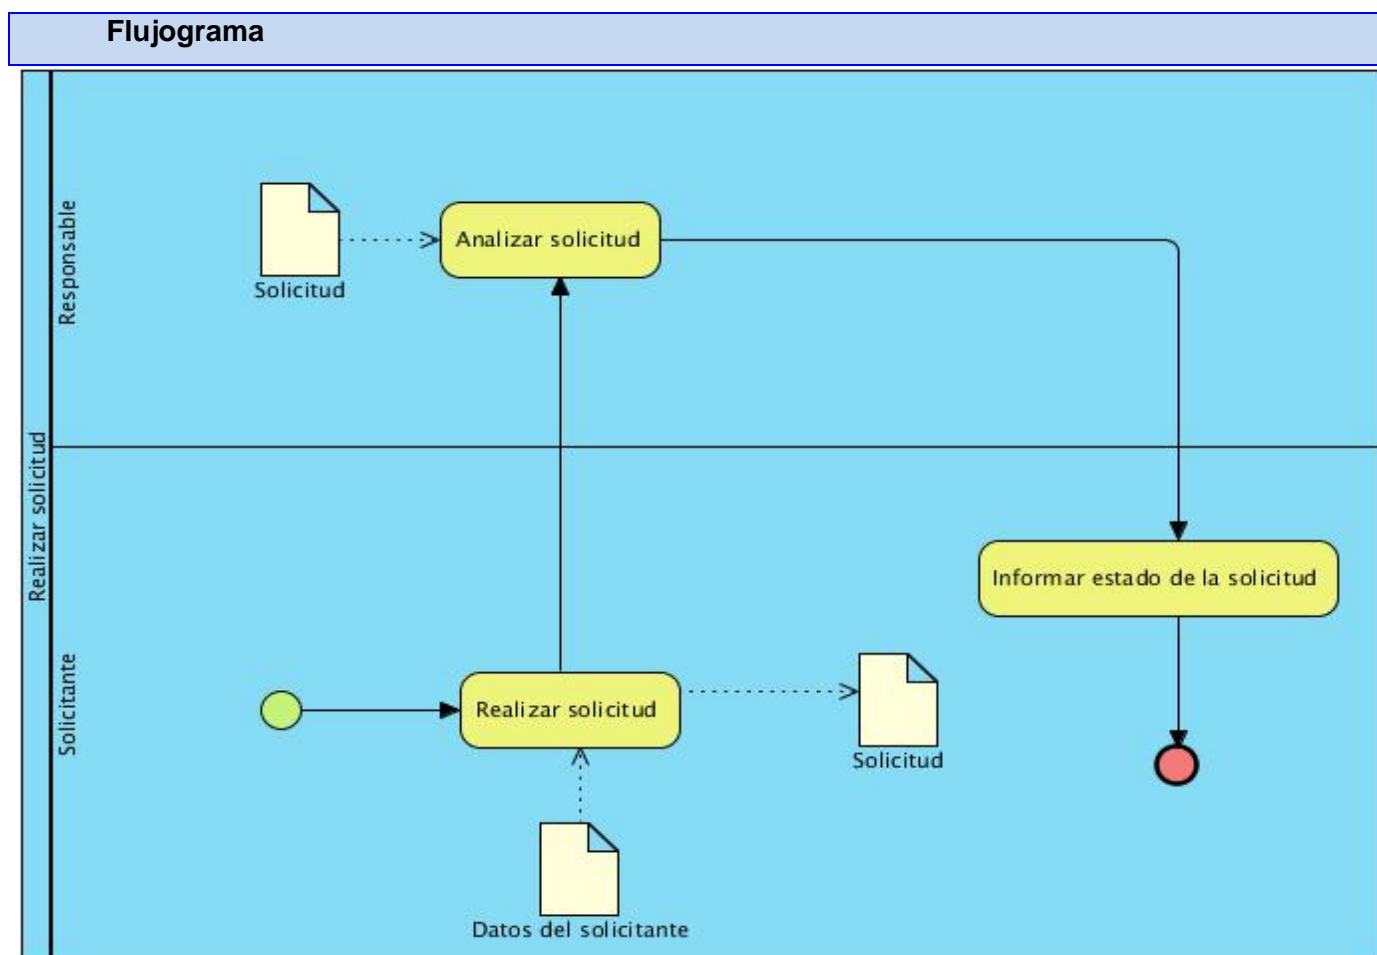 Flujograma
Realizar solicitud
Responsable
Solicitud
Analizar solicitud
Solicitante
Informar estado de la solicitud
Realizar solicitud
Solicitud
Datos del solicitante